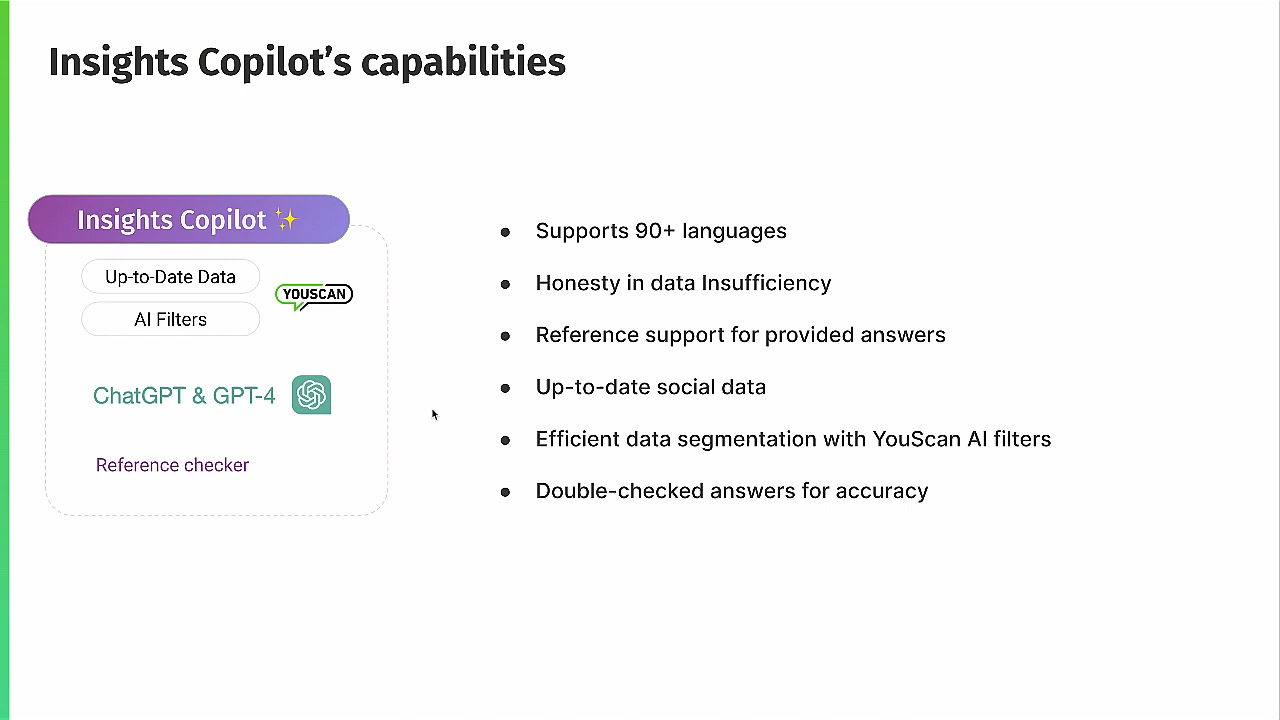 Insights Copilot's capabilities
Insights Copilot ✨
Up-to-Date Data
YOUSCAN
AI Filters
ChatGPT & GPT-4
Reference checker
● Supports 90+ languages
● Honesty in data Insufficiency
● Reference support for provided answers
● Up-to-date social data
● Efficient data segmentation with YouScan AI filters
● Double-checked answers for accuracy